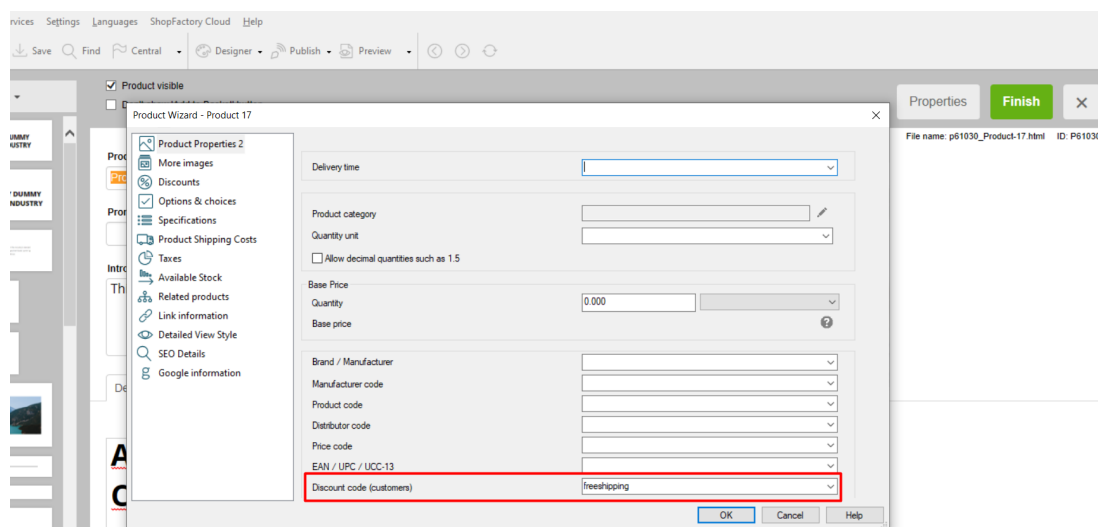 Settings Languages ShopFactory Cloud Help
Save Find Central Designer Publish Preview
Product visible
Properties Finish
Product Wizard - Product 17
File name: p61030_Product-17.html ID: P61030
Product Properties 2
More images
Discounts
Options & choices
Specifications
Product Shipping Costs
Taxes
Available Stock
Related products
Link information
Detailed View Style
SEO Details
Google information
Delivery time
Product category
Quantity unit
Allow decimal quantities such as 1.5
Base Price
Quantity 0.000
Base price
Brand / Manufacturer
Manufacturer code
Product code
Distributor code
Price code
EAN / UPC / UCC-13
Discount code (customers) freeshipping
OK Cancel Help
DUMMY
NDUSTRY